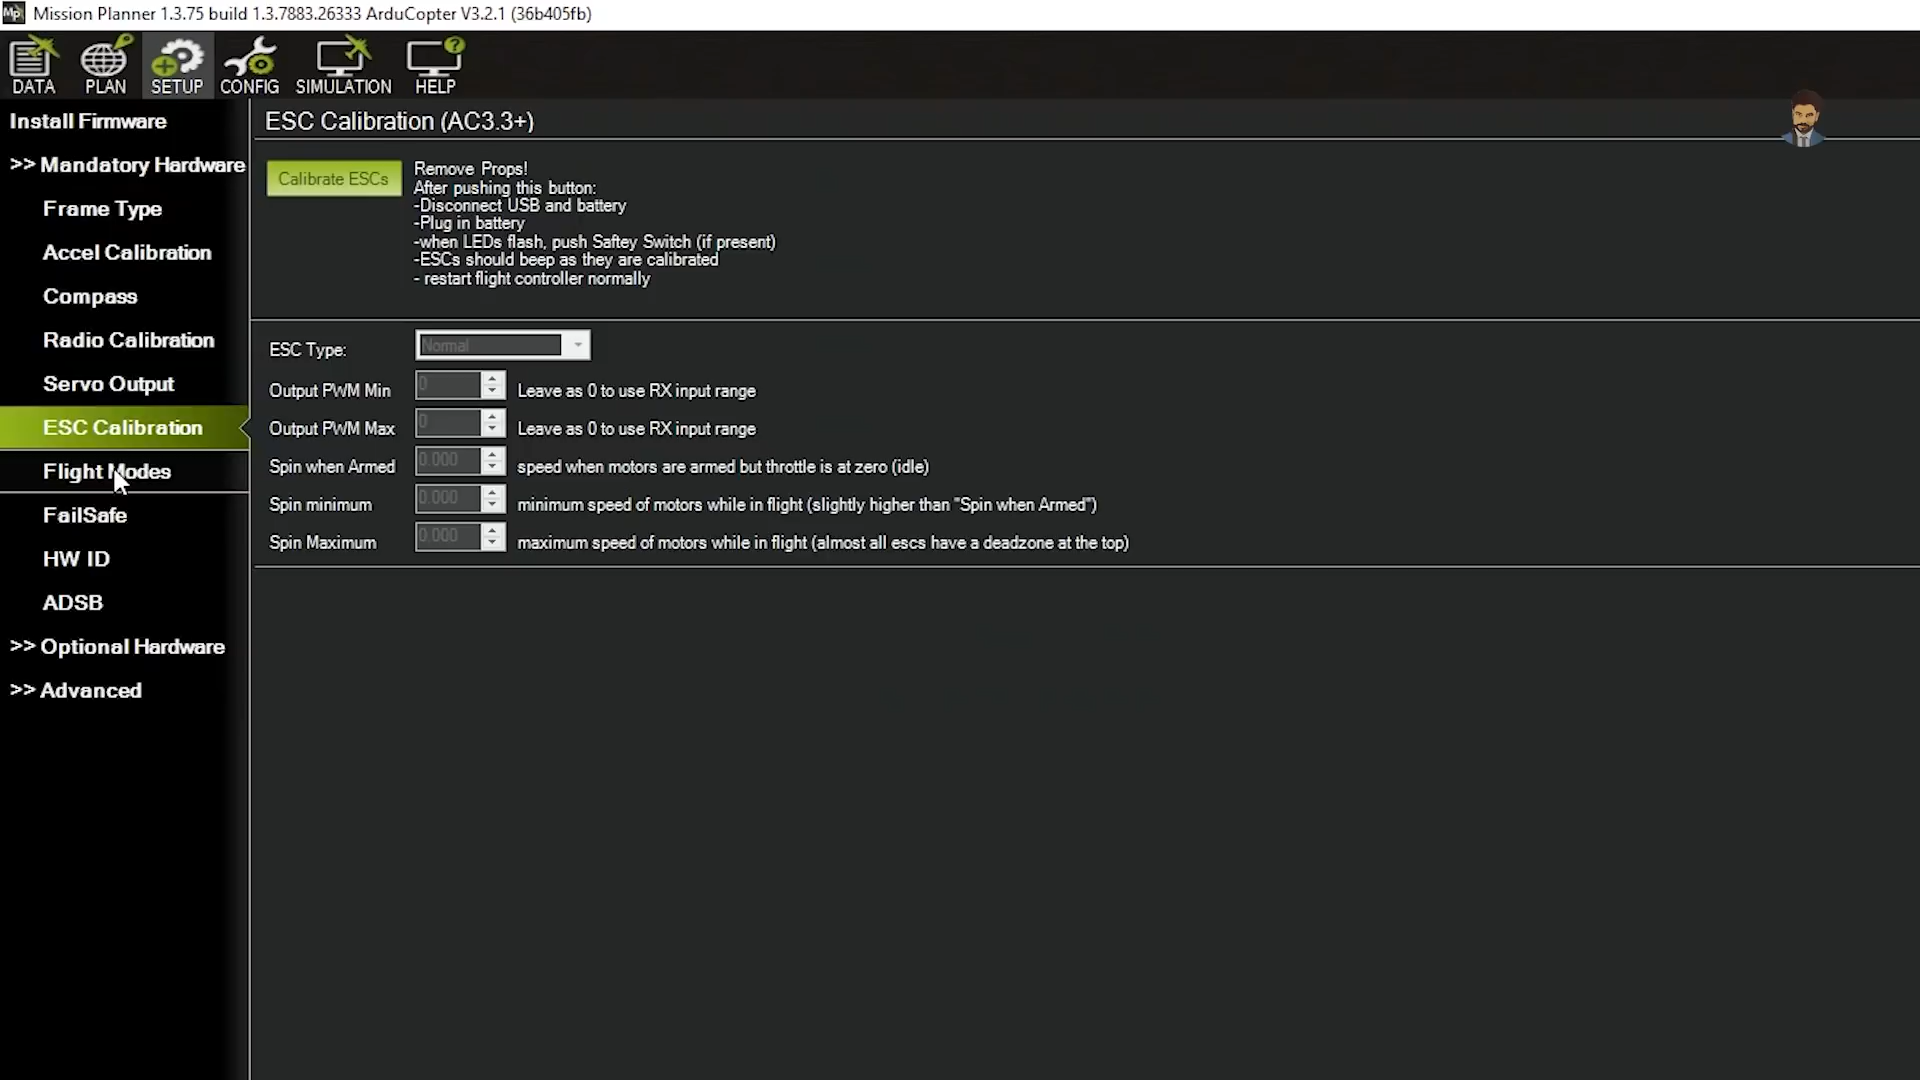 Mission Planner 1.3.75 build 1.3.7883.26333 ArduCopter V3.2.1 (36b405fb)
DATA PLAN SETUP CONFIG SIMULATION HELP
Install Firmware
>> Mandatory Hardware
Frame Type
Accel Calibration
Compass
Radio Calibration
Servo Output
ESC Calibration
Flight Modes
FailSafe
HW ID
ADSB
>> Optional Hardware
>> Advanced
ESC Calibration (AC3.3+)
Calibrate ESCs
Remove Props!
After pushing this button:
-Disconnect USB and battery
-Plug in battery
-when LEDs flash, push Saftey Switch (if present)
-ESCs should beep as they are calibrated
- restart flight controller normally
ESC Type: Normal
Output PWM Min 0 Leave as 0 to use RX input range
Output PWM Max 0 Leave as 0 to use RX input range
Spin when Armed 0.000 speed when motors are armed but throttle is at zero (idle)
Spin minimum 0.000 minimum speed of motors while in flight (slightly higher than "Spin when Armed")
Spin Maximum 0.000 maximum speed of motors while in flight (almost all escs have a deadzone at the top)